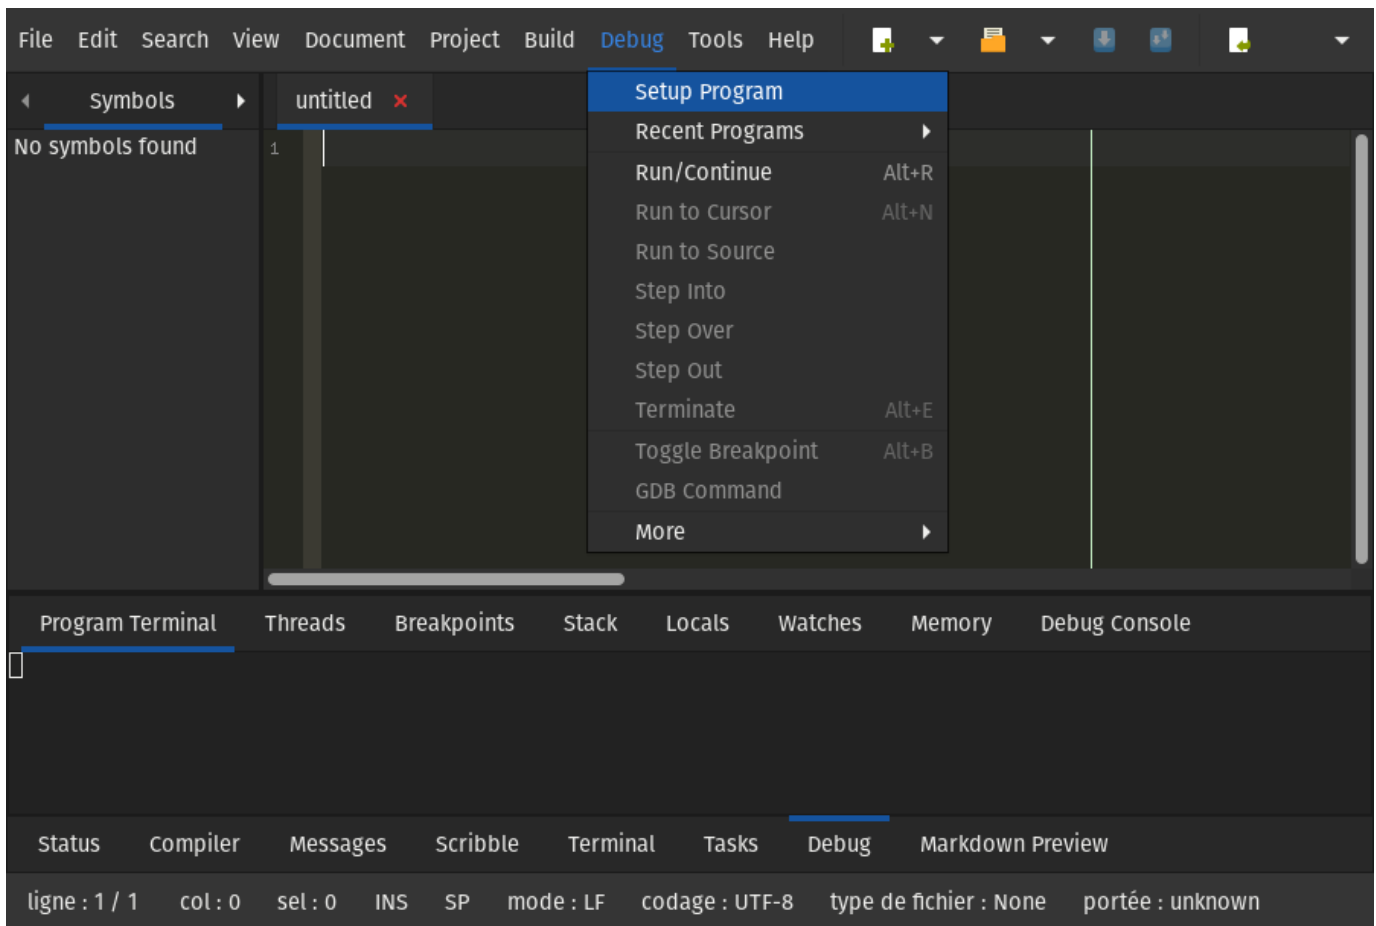 File Edit Search View Document Project Build Debug Tools Help
Symbols
untitled
No symbols found
1
Setup Program
Recent Programs
Run/Continue Alt+R
Run to Cursor Alt+N
Run to Source
Step Into
Step Over
Step Out
Terminate Alt+E
Toggle Breakpoint Alt+B
GDB Command
More
Program Terminal Threads Breakpoints Stack Locals Watches Memory Debug Console
Status Compiler Messages Scribble Terminal Tasks Debug Markdown Preview
ligne : 1 / 1 col : 0 sel : 0 INS SP mode : LF codage : UTF-8 type de fichier : None portée : unknown